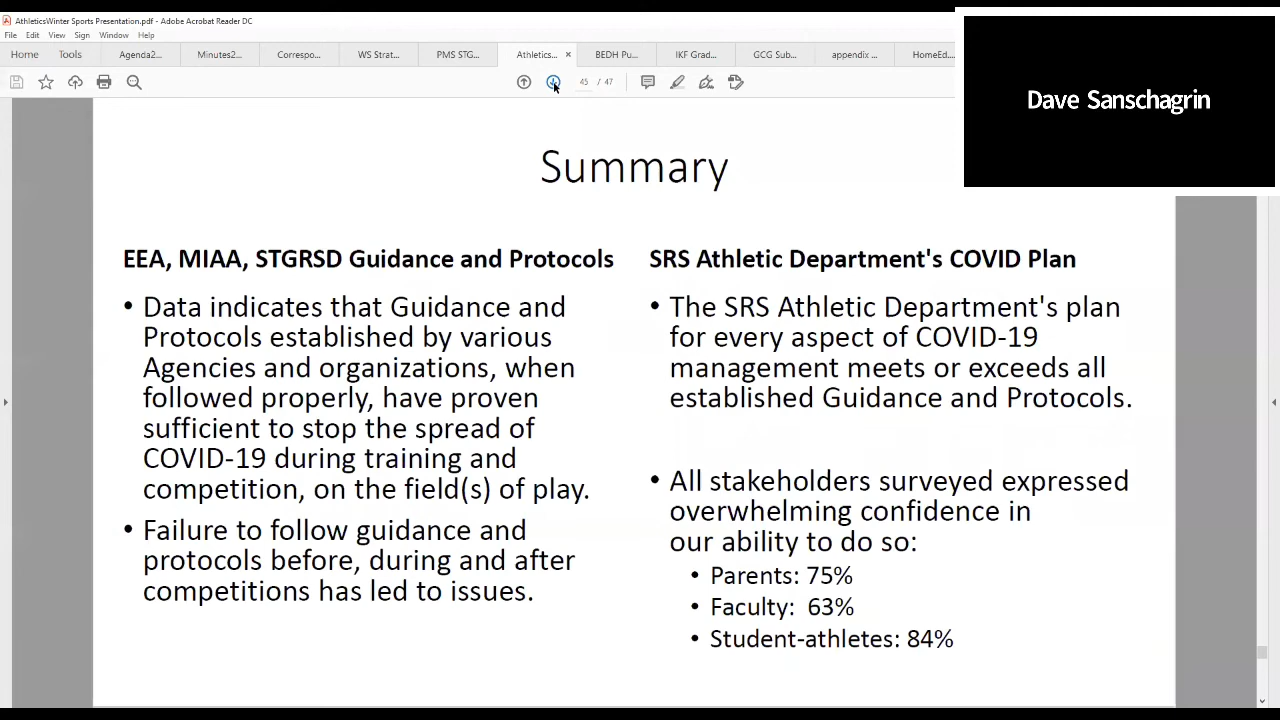 AthleticsWinter Sports Presentation.pdf - Adobe Acrobat Reader DC
File Edit View Sign Window Help
Home Tools Agenda2... Minutes2... Correspo... WS Strat... PMS STG... Athletics... × BEDH Pu... IKF Grad... GCG Sub... appendix ... HomeEd...
45 / 47
Dave Sanschagrin
Summary
EEA, MIAA, STGRSD Guidance and Protocols
• Data indicates that Guidance and
Protocols established by various
Agencies and organizations, when
followed properly, have proven
sufficient to stop the spread of
COVID-19 during training and
competition, on the field(s) of play.
• Failure to follow guidance and
protocols before, during and after
competitions has led to issues.
SRS Athletic Department's COVID Plan
• The SRS Athletic Department's plan
for every aspect of COVID-19
management meets or exceeds all
established Guidance and Protocols.
• All stakeholders surveyed expressed
overwhelming confidence in
our ability to do so:
• Parents: 75%
• Faculty: 63%
• Student-athletes: 84%